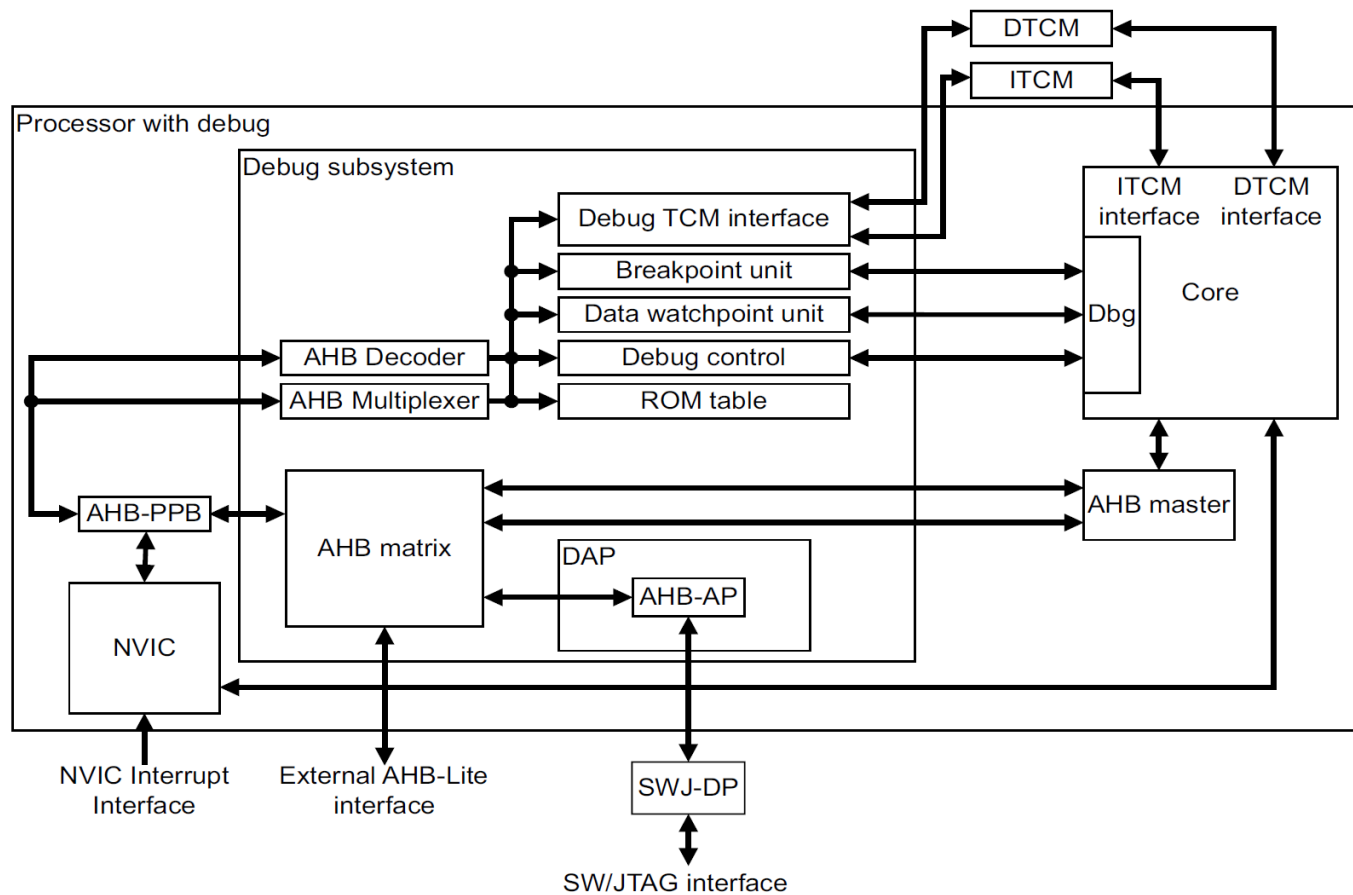 DTCM
ITCM
Processor with debug
Debug subsystem
ITCM
interface
DTCM
interface
Debug TCM interface
Breakpoint unit
Core
Data watchpoint unit
Dbg
AHB Decoder
Debug control
AHB Multiplexer
ROM table
AHB-PPB
AHB matrix
AHB master
DAP
AHB-AP
NVIC
NVIC Interrupt
Interface
External AHB-Lite
interface
SWJ-DP
SW/JTAG interface